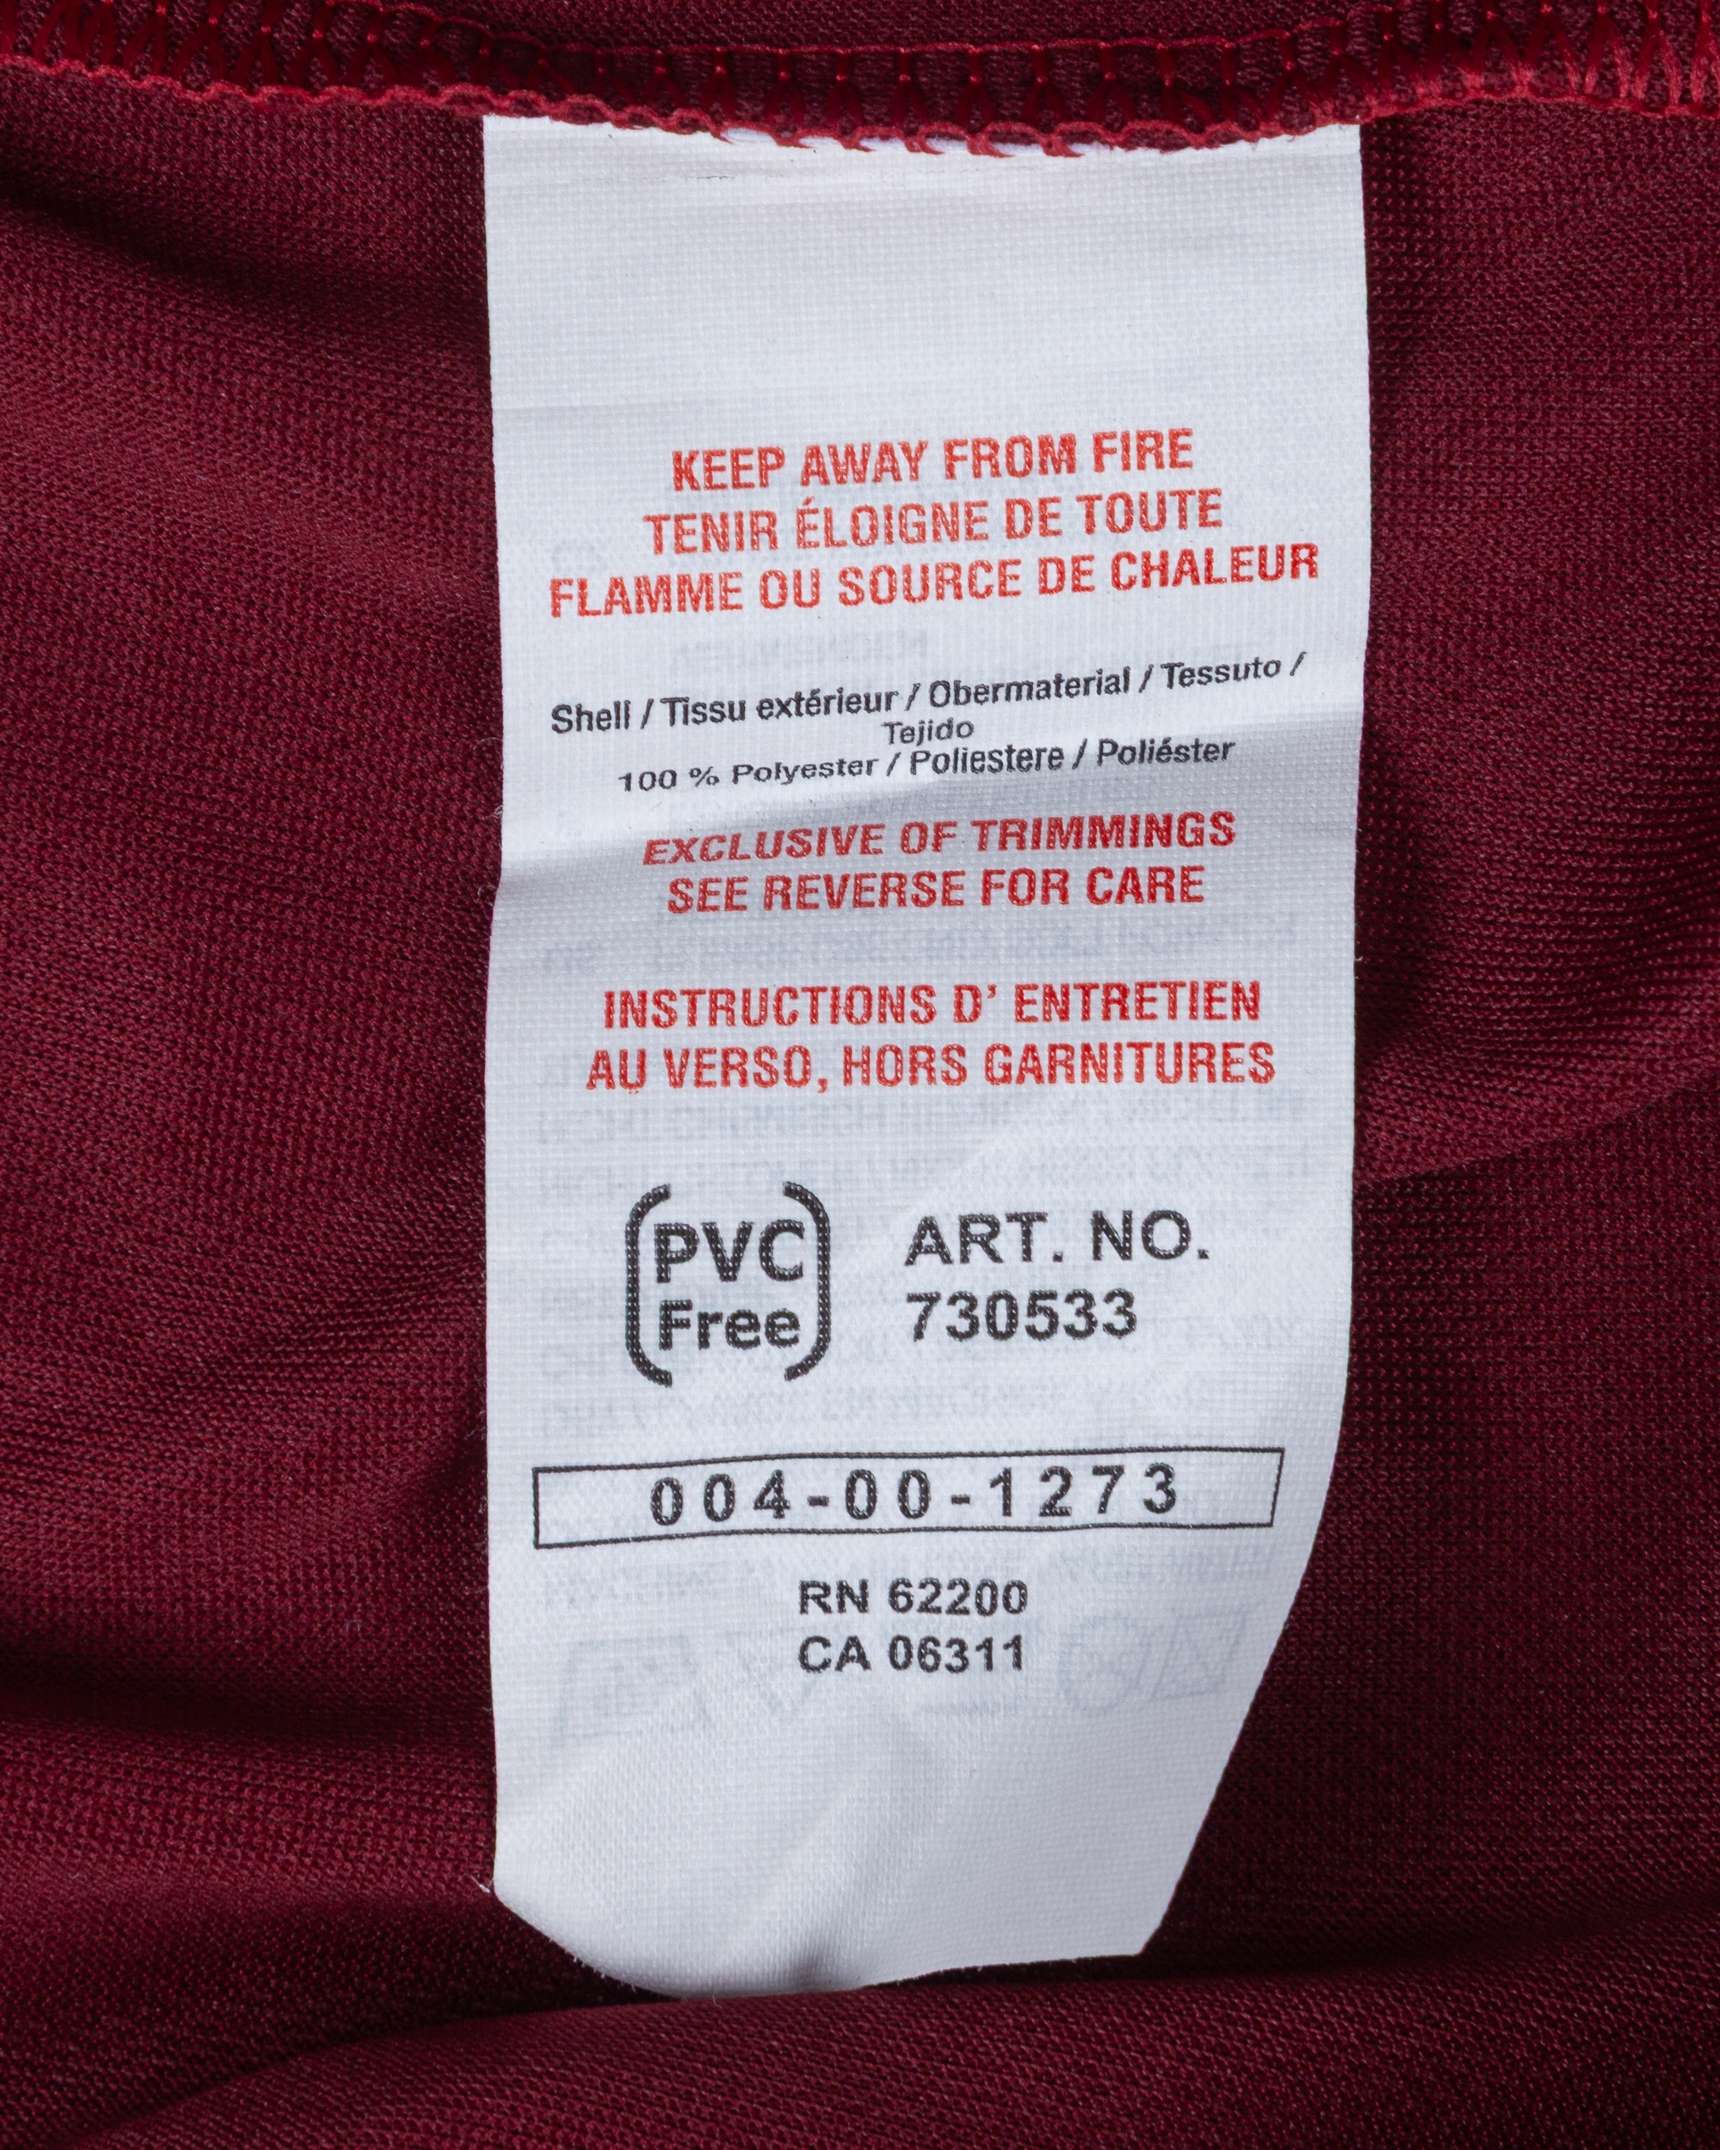 KEEP AWAY FROM FIRE
TENIR ÉLOIGNE DE TOUTE
FLAMME OU SOURCE DE CHALEUR
Shell / Tissu extérieur / Obermaterial / Tessuto /
Tejido
100 % Polyester / Poliestere / Poliéster
EXCLUSIVE OF TRIMMINGS
SEE REVERSE FOR CARE
INSTRUCTIONS D' ENTRETIEN
AU VERSO, HORS GARNITURES
PVC
Free
ART. NO.
730533
004-00-1273
RN 62200
CA 06311